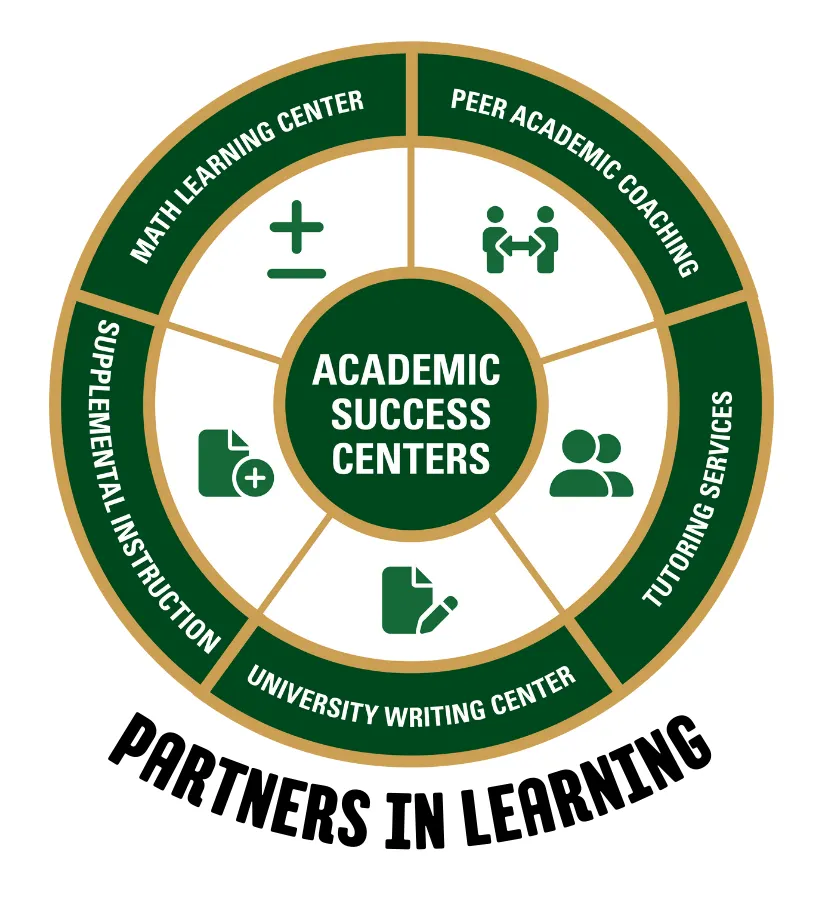 MATH LEARNING CENTER
PEER ACADEMIC COACHING
SUPPLEMENTAL INSTRUCTION
ACADEMIC
SUCCESS
CENTERS
TUTORING SERVICES
UNIVERSITY WRITING CENTER
PARTNERS IN LEARNING